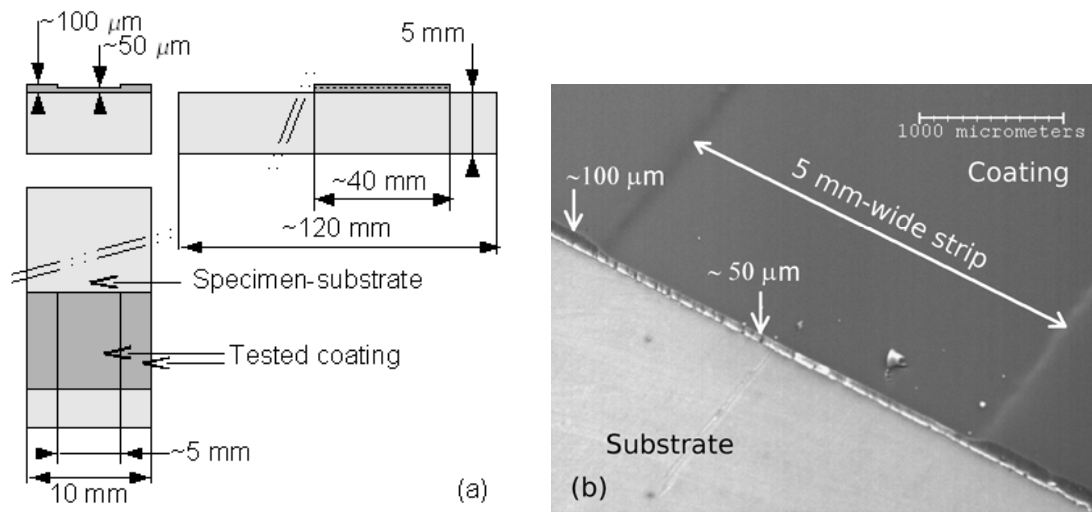 ~100 μm
~50 μm
5 mm
~40 mm
~120 mm
Specimen-substrate
Tested coating
~5 mm
10 mm
(a)
1000 micrometers
Coating
~100 μm
5 mm-wide strip
~ 50 μm
Substrate
(b)